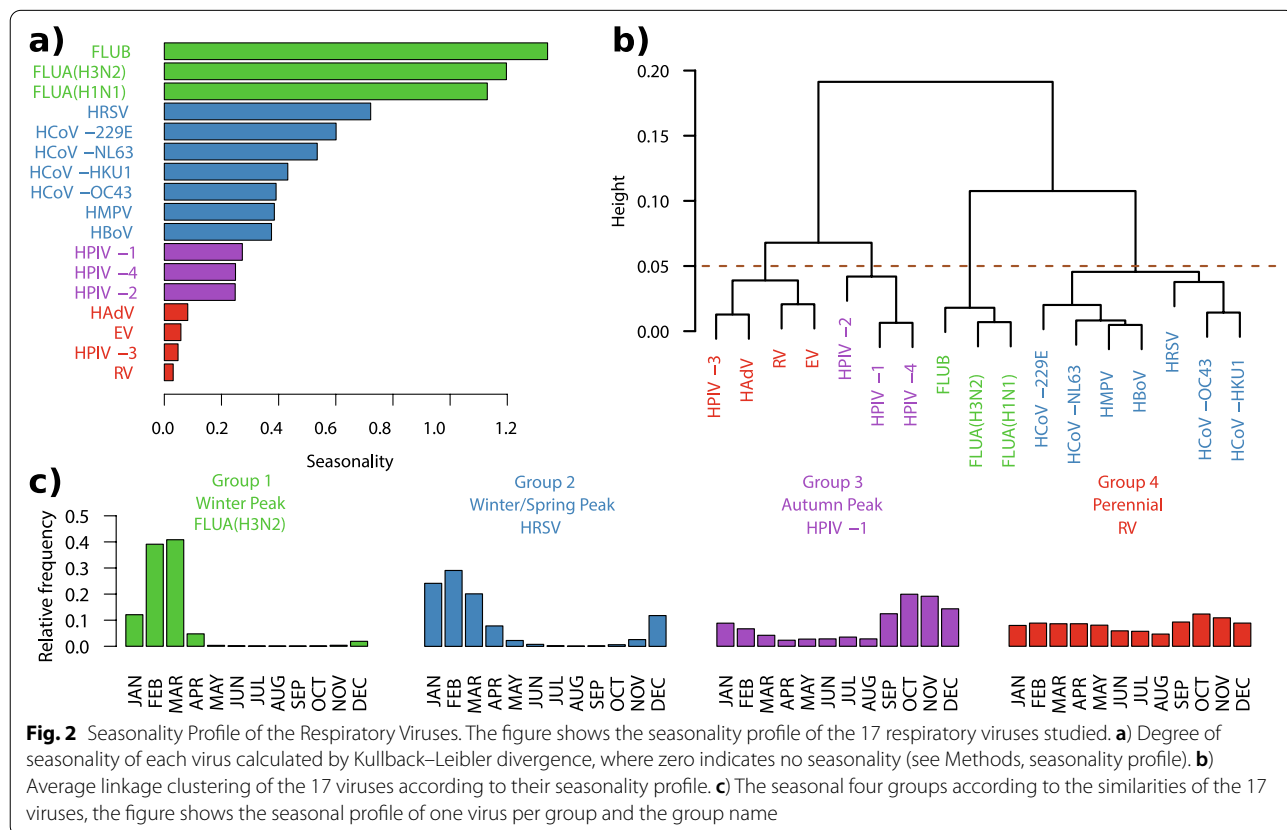 a)
FLUB
FLUA(H3N2)
FLUA(H1N1)
HRSV
HCoV −229E
HCoV −NL63
HCoV −HKU1
HCoV −OC43
HMPV
HBoV
HPIV −1
HPIV −4
HPIV −2
HAdV
EV
HPIV −3
RV
0.0 0.2 0.4 0.6 0.8 1.0 1.2
Seasonality
b)
Height
0.20
0.15
0.10
0.05
0.00
HPIV −3
HAdV
RV
EV
HPIV −2
HPIV −1
HPIV −4
FLUB
FLUA(H3N2)
FLUA(H1N1)
HCoV −229E
HCoV −NL63
HMPV
HBoV
HRSV
HCoV −OC43
HCoV −HKU1
c)
Relative frequency
0.5
0.4
0.3
0.2
0.1
0.0
Group 1
Winter Peak
FLUA(H3N2)
JAN FEB MAR APR MAY JUN JUL AUG SEP OCT NOV DEC
Group 2
Winter/Spring Peak
HRSV
JAN FEB MAR APR MAY JUN JUL AUG SEP OCT NOV DEC
Group 3
Autumn Peak
HPIV −1
JAN FEB MAR APR MAY JUN JUL AUG SEP OCT NOV DEC
Group 4
Perennial
RV
JAN FEB MAR APR MAY JUN JUL AUG SEP OCT NOV DEC
Fig. 2 Seasonality Profile of the Respiratory Viruses. The figure shows the seasonality profile of the 17 respiratory viruses studied. a) Degree of
seasonality of each virus calculated by Kullback–Leibler divergence, where zero indicates no seasonality (see Methods, seasonality profile). b)
Average linkage clustering of the 17 viruses according to their seasonality profile. c) The seasonal four groups according to the similarities of the 17
viruses, the figure shows the seasonal profile of one virus per group and the group name